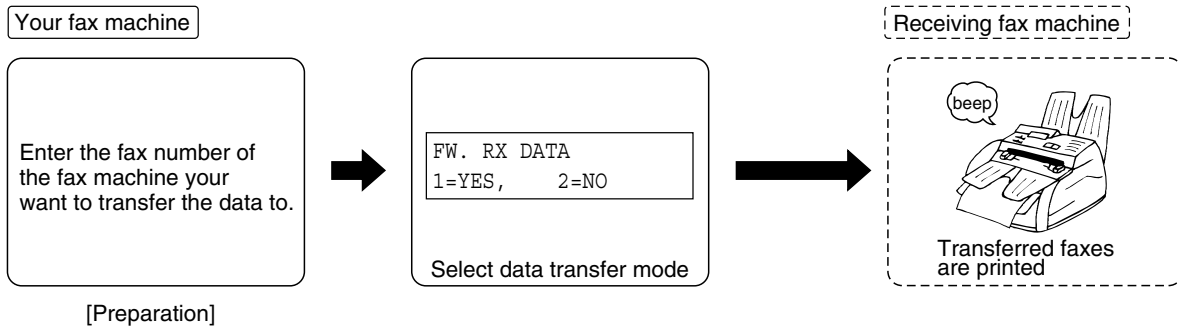 Your fax machine
Receiving fax machine
Enter the fax number of
the fax machine your
want to transfer the data to.
FW. RX DATA
1=YES, 2=NO
Select data transfer mode
beep
Transferred faxes
are printed
[Preparation]